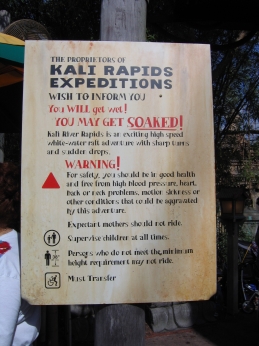 THE PROPRIETORS OF
KALI RAPIDS
EXPEDITIONS
WISH TO INFORM YOU
You WILL get wet!
YOU MAY GET SOAKED!
Kali River Rapids is an exciting high speed
white-water raft adventure with sharp turns
and sudden drops.
WARNING!
For safety, you should be in good health
and free from high blood pressure, heart,
back or neck problems, motion sickness or
other conditions that could be aggravated
by this adventure.
Expectant mothers should not ride.
Supervise children at all times.
Persons who do not meet the minimum
height requirement may not ride.
Must Transfer